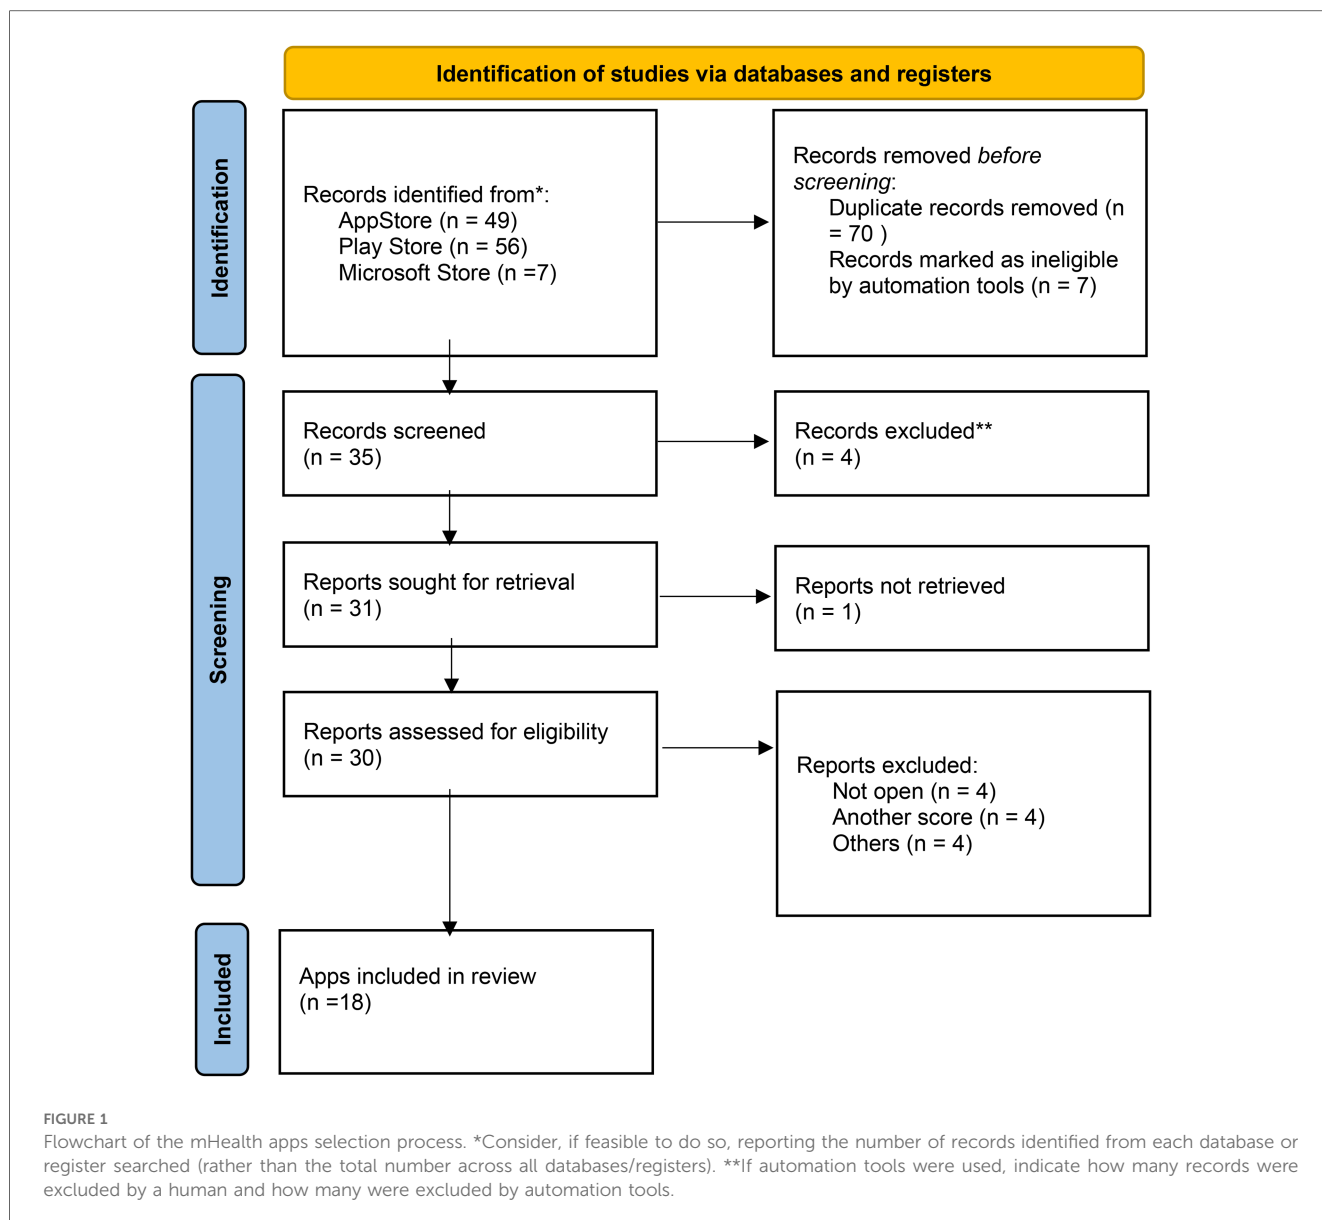 Identification of studies via databases and registers
Identification
Records identified from*:
AppStore (n = 49)
Play Store (n = 56)
Microsoft Store (n =7)
Records removed before
screening:
Duplicate records removed (n
= 70 )
Records marked as ineligible
by automation tools (n = 7)
Screening
Records screened
(n = 35)
Records excluded**
(n = 4)
Reports sought for retrieval
(n = 31)
Reports not retrieved
(n = 1)
Reports assessed for eligibility
(n = 30)
Reports excluded:
Not open (n = 4)
Another score (n = 4)
Others (n = 4)
Included
Apps included in review
(n =18)
FIGURE 1
Flowchart of the mHealth apps selection process. *Consider, if feasible to do so, reporting the number of records identified from each database or
register searched (rather than the total number across all databases/registers). **If automation tools were used, indicate how many records were
excluded by a human and how many were excluded by automation tools.